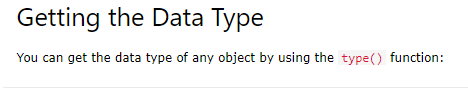 Getting the Data Type
You can get the data type of any object by using the type() function: